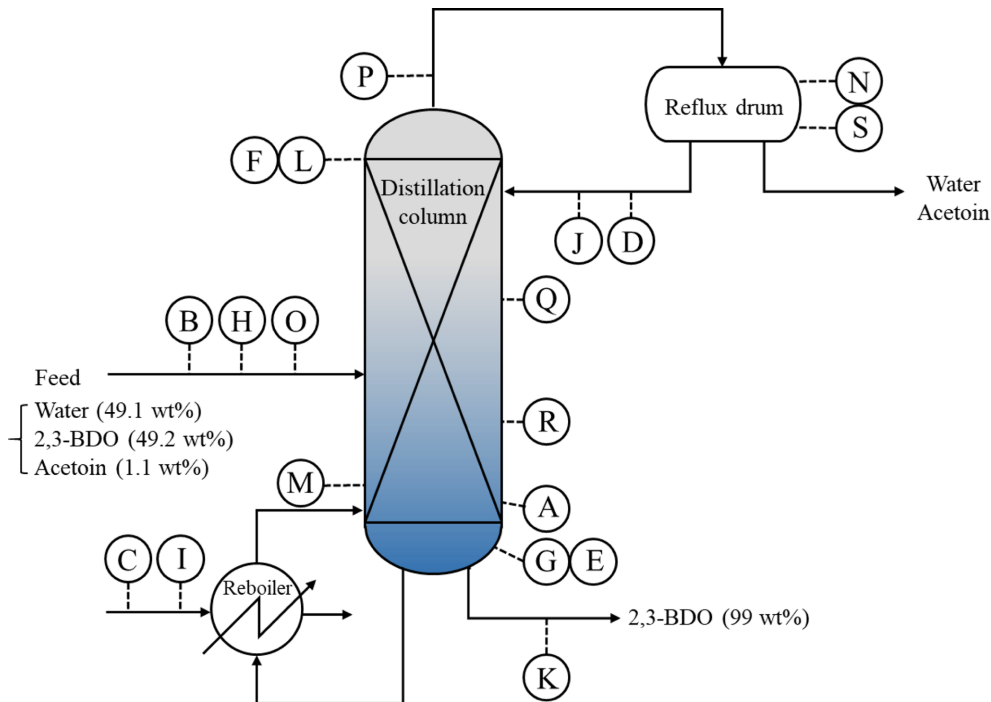 P
Reflux drum
N
S
F L
Distillation
column
Water
Acetoin
J D
Q
B H O
Feed
Water (49.1 wt%)
2,3-BDO (49.2 wt%)
Acetoin (1.1 wt%)
R
M
A
C I
Reboiler
G E
2,3-BDO (99 wt%)
K